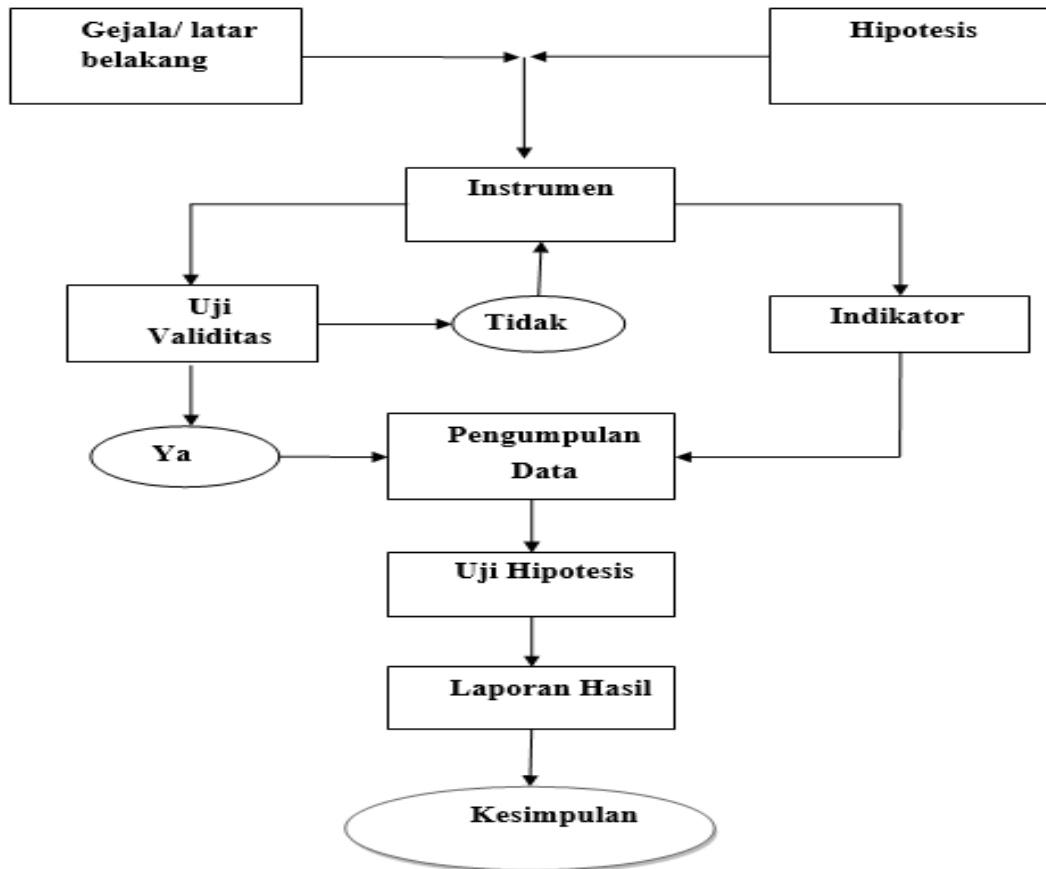 Gejala/ latar
belakang
Hipotesis
Instrumen
Uji
Validitas
Tidak
Indikator
Ya
Pengumpulan
Data
Uji Hipotesis
Laporan Hasil
Kesimpulan